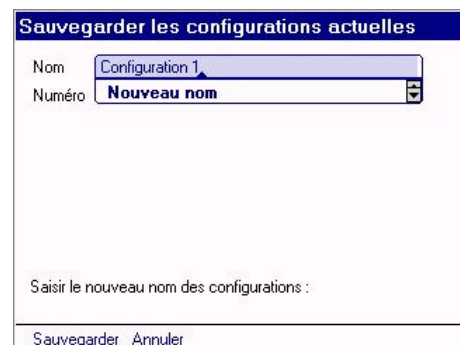 Sauvegarder les configurations actuelles
Nom Configuration 1
Numéro Nouveau nom
Saisir le nouveau nom des configurations :
Sauvegarder Annuler